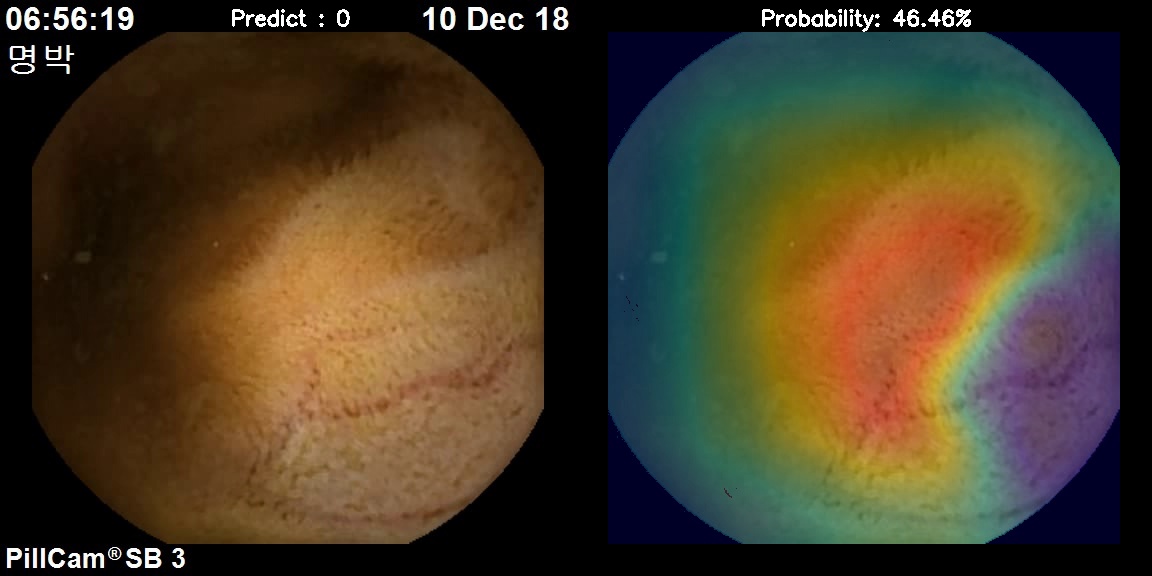 06:56:19
Predict : 0
10 Dec 18
Probability: 46.46%
명박
PillCam® SB 3